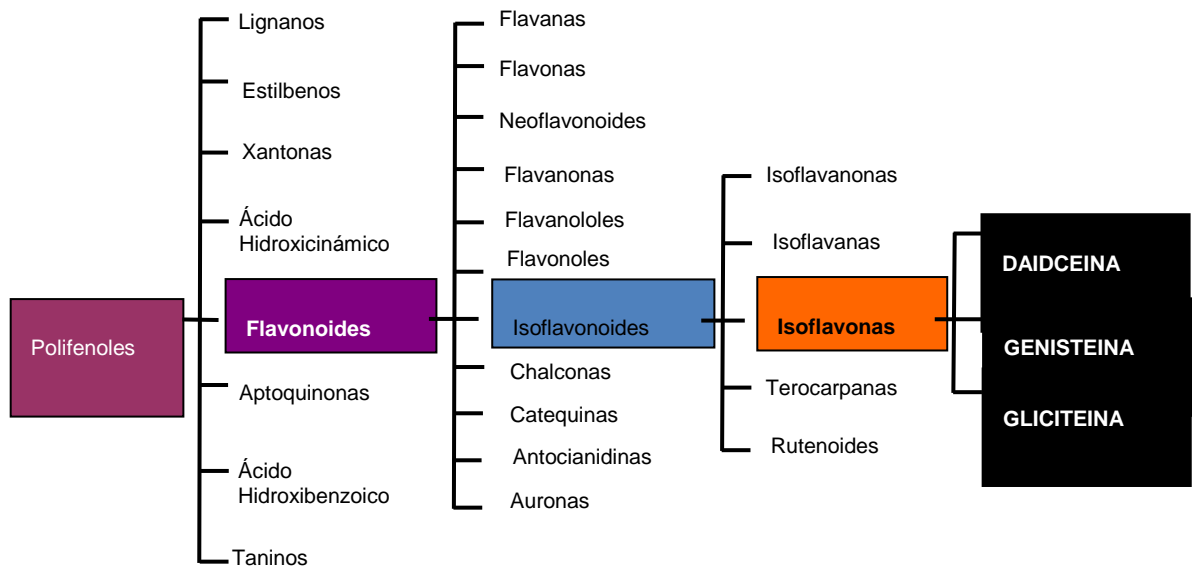 Polifenoles
Lignanos
Estilbenos
Xantonas
Ácido
Hidroxicinámico
Flavonoides
Aptoquinonas
Ácido
Hidroxibenzoico
Taninos
Flavanas
Flavonas
Neoflavonoides
Flavanonas
Flavanololes
Flavonoles
Isoflavonoides
Chalconas
Catequinas
Antocianidinas
Auronas
Isoflavanonas
Isoflavanas
Isoflavonas
Terocarpanas
Rutenoides
DAIDCEINA
GENISTEINA
GLICITEINA